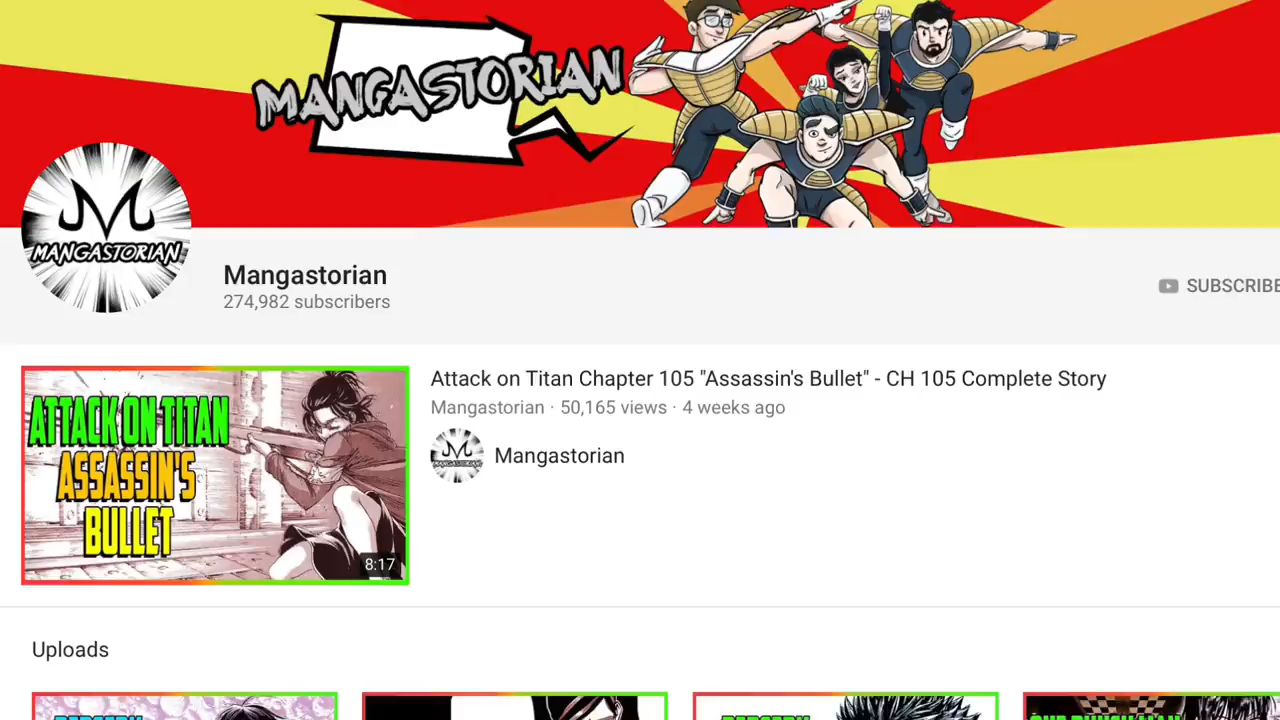 MANGASTORIAN
MANGASTORIAN
Mangastorian
274,982 subscribers
SUBSCRIBE
ATTACK ON TITAN
ASSASSIN'S
BULLET
8:17
Attack on Titan Chapter 105 "Assassin's Bullet" - CH 105 Complete Story
Mangastorian · 50,165 views · 4 weeks ago
MANGASTORIAN
Mangastorian
Uploads